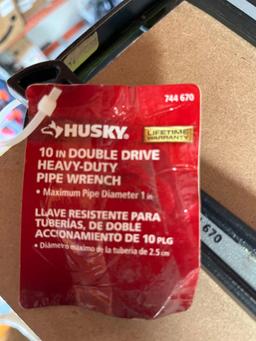 744 670
HUSKY
LIFETIME
WARRANTY
10 IN DOUBLE DRIVE
HEAVY-DUTY
PIPE WRENCH
• Maximum Pipe Diameter 1 in
LLAVE RESISTENTE PARA
TUBERÍAS, DE DOBLE
ACCIONAMIENTO DE 10 PLG
• Diámetro máximo de la tubería de 2.5 cm
670